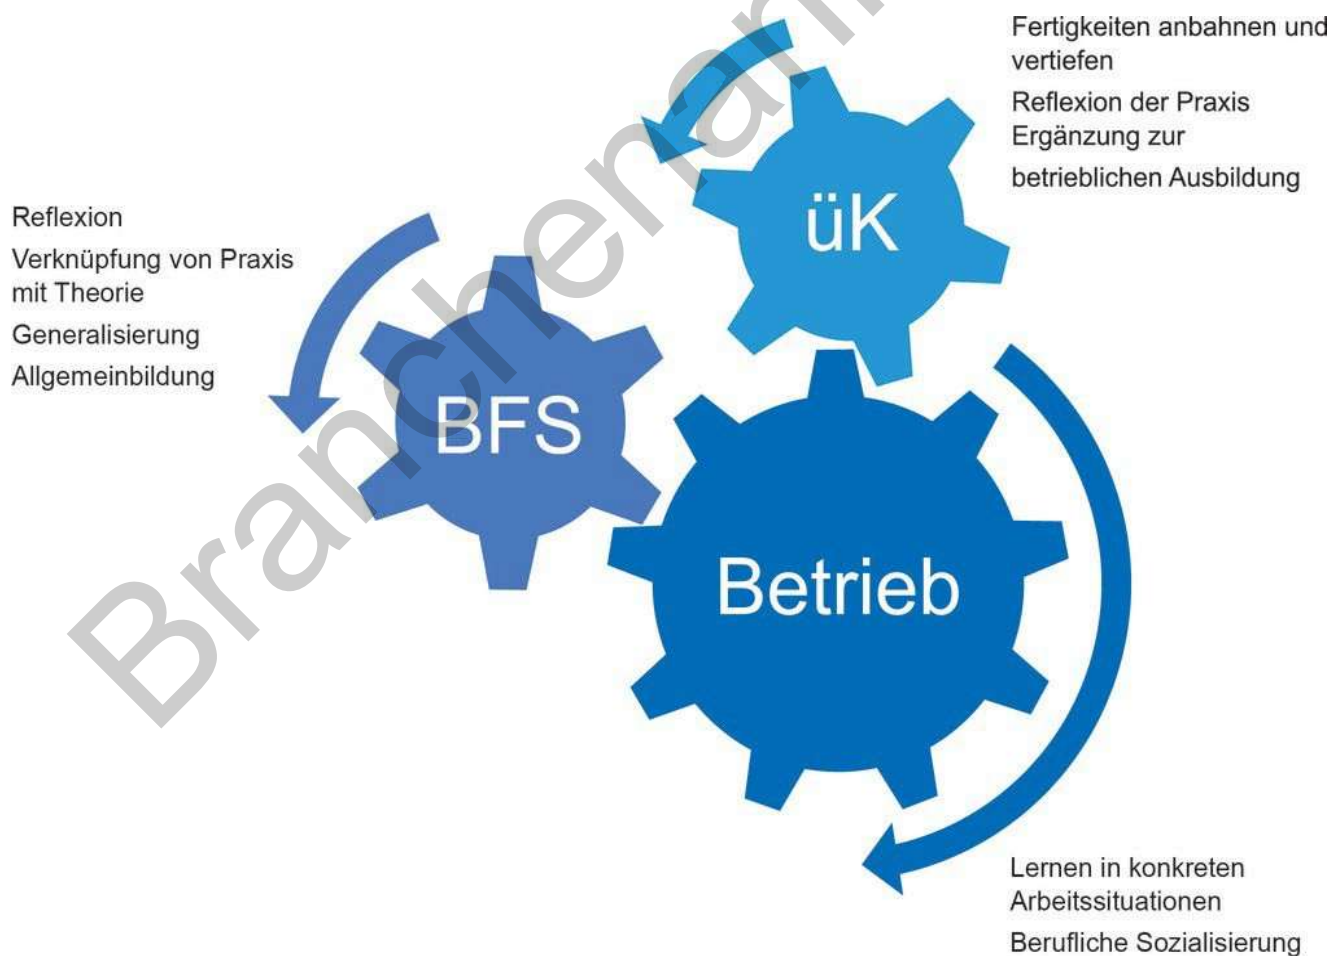 Fertigkeiten anbahnen und
vertiefen
Reflexion der Praxis
Ergänzung zur
betrieblichen Ausbildung
üK
Reflexion
Verknüpfung von Praxis
mit Theorie
Generalisierung
Allgemeinbildung
BFS
Betrieb
Lernen in konkreten
Arbeitssituationen
Berufliche Sozialisierung